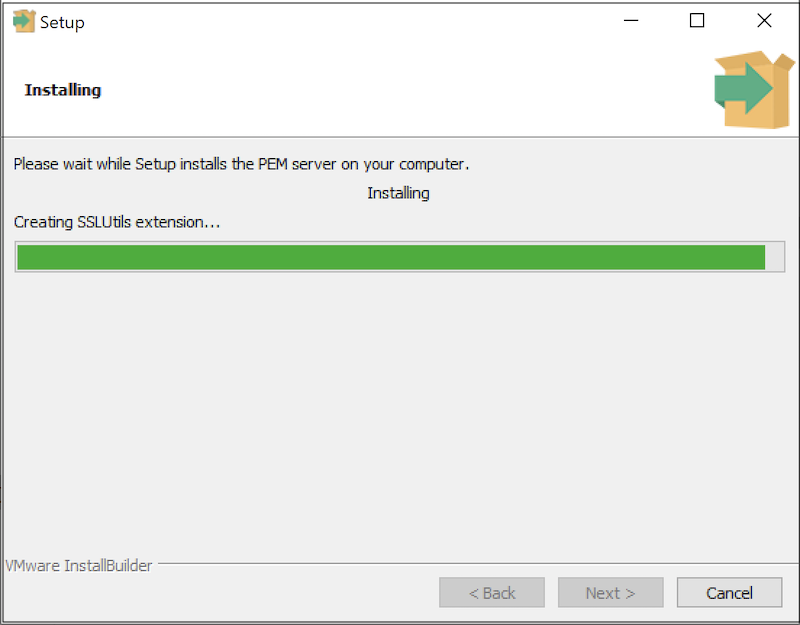 Setup
Installing
Please wait while Setup installs the PEM server on your computer.
Installing
Creating SSLUtils extension...
VMware InstallBuilder
< Back
Next >
Cancel